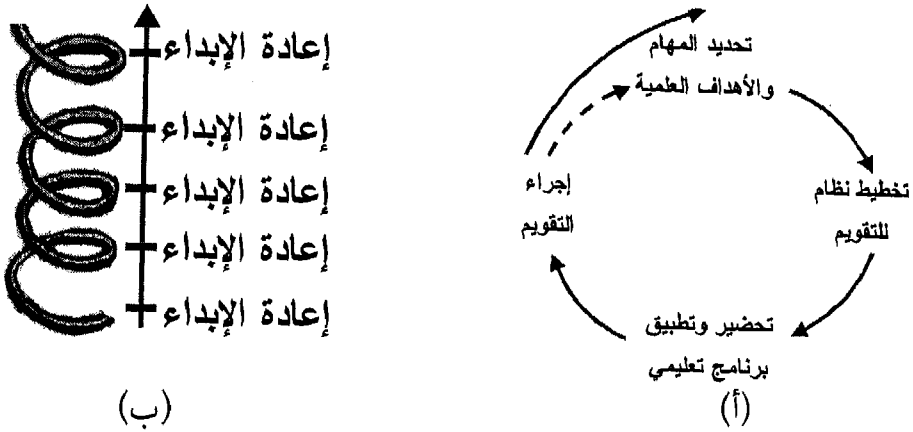 تحديد المهام
والأهداف العلمية
تخطيط نظام
للتقويم
تحضير وتطبيق
برنامج تعليمي
إجراء
التقويم
(أ)
إعادة الإبداء
إعادة الإبداء
إعادة الإبداء
إعادة الإبداء
إعادة الإبداء
(ب)